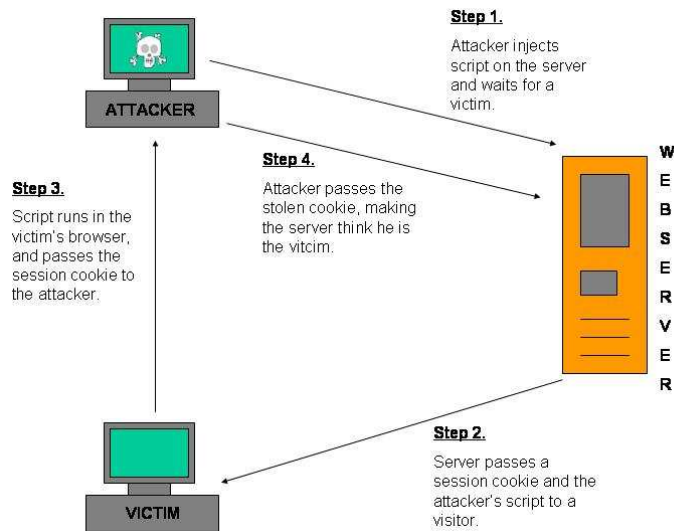 Step 1.
Attacker injects
script on the server
and waits for a
victim.
ATTACKER
Step 4.
Attacker passes the
stolen cookie, making
the server think he is
the vitcim.
Step 3.
Script runs in the
victim's browser,
and passes the
session cookie to
the attacker.
WEBSERVER
Step 2.
Server passes a
session cookie and the
attacker's script to a
visitor.
VICTIM